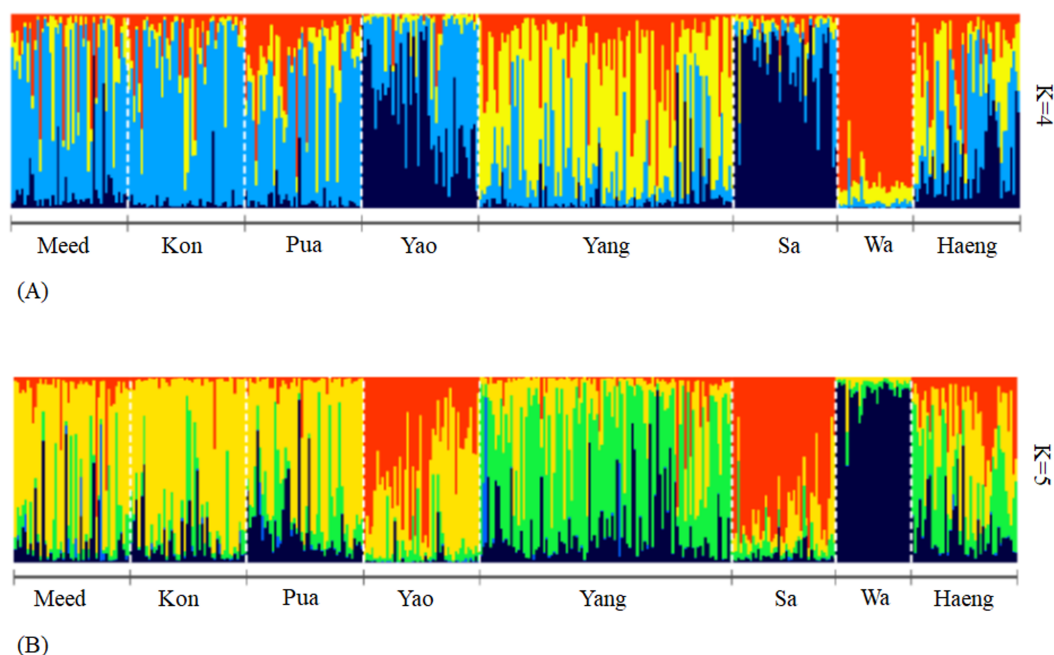 K=4
Meed Kon Pua Yao Yang Sa Wa Haeng
(A)
K=5
Meed Kon Pua Yao Yang Sa Wa Haeng
(B)